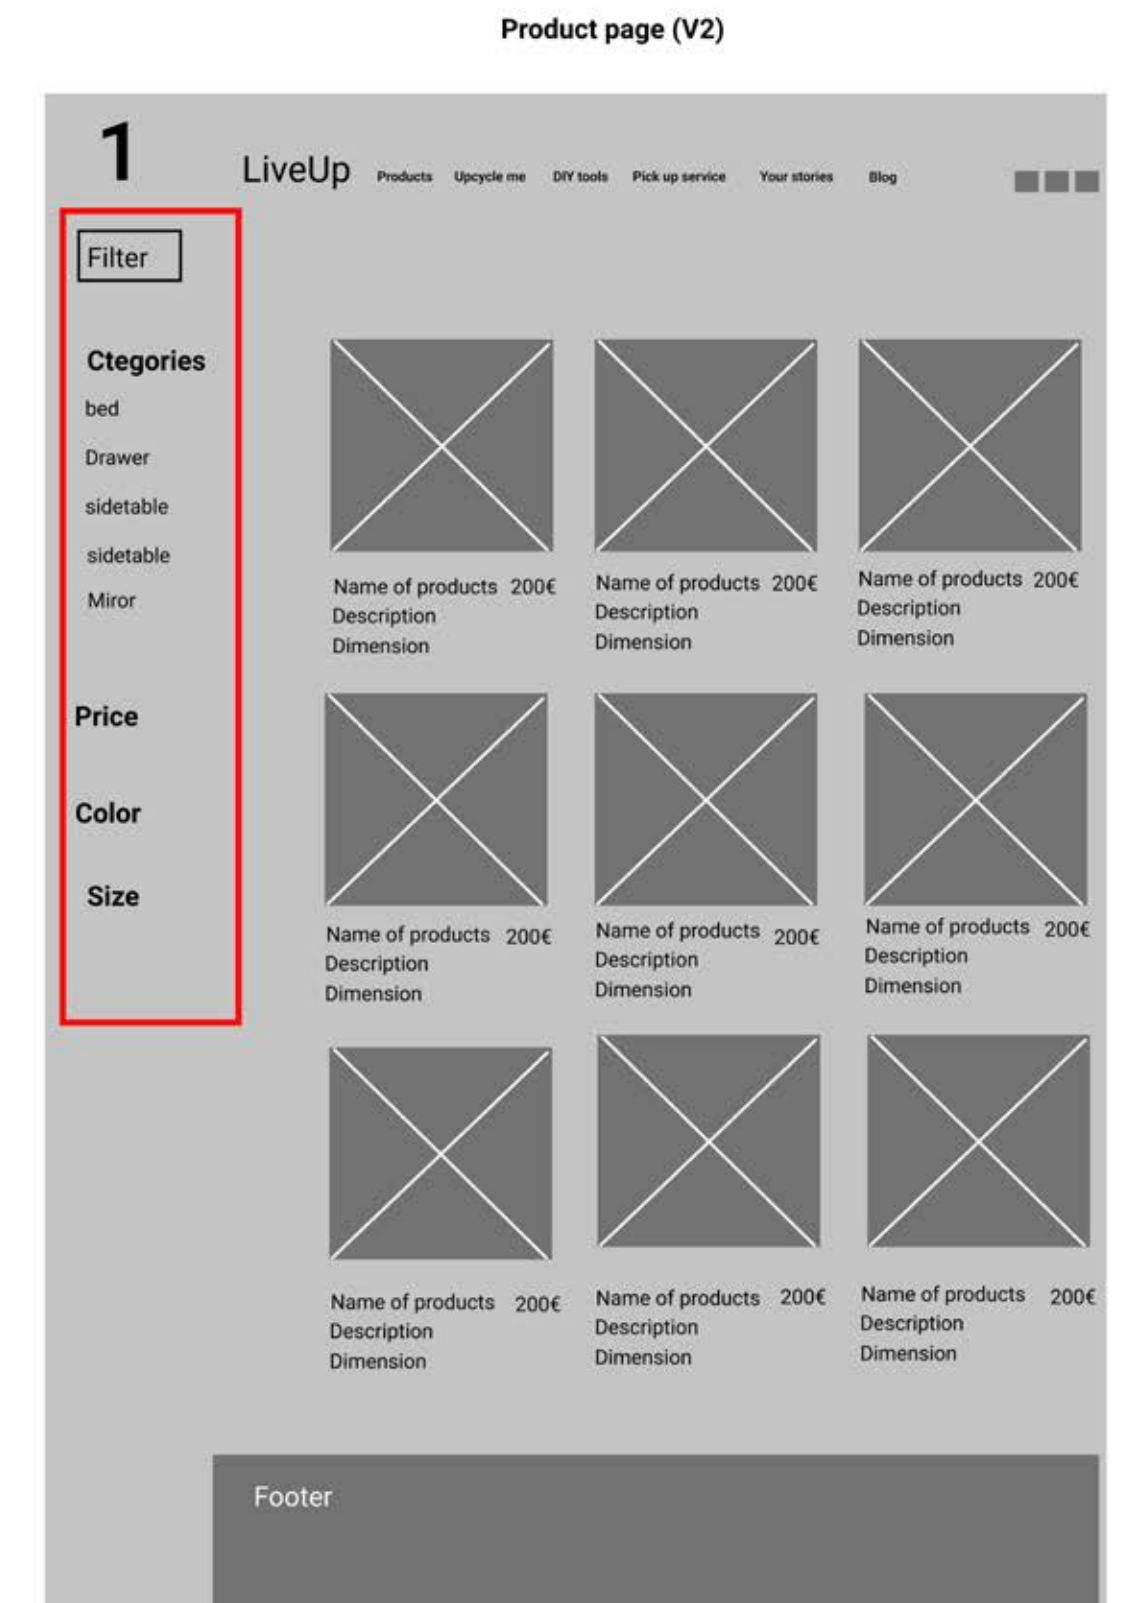 Product page (V2)
1
LiveUp Products Upcycle me DIY tools Pick up service Your stories Blog
Filter
Ctegories
bed
Drawer
sidetable
sidetable
Miror
Price
Color
Size
Name of products 200€
Description
Dimension
Name of products 200€
Description
Dimension
Name of products 200€
Description
Dimension
Name of products 200€
Description
Dimension
Name of products 200€
Description
Dimension
Name of products 200€
Description
Dimension
Name of products 200€
Description
Dimension
Name of products 200€
Description
Dimension
Name of products 200€
Description
Dimension
Footer